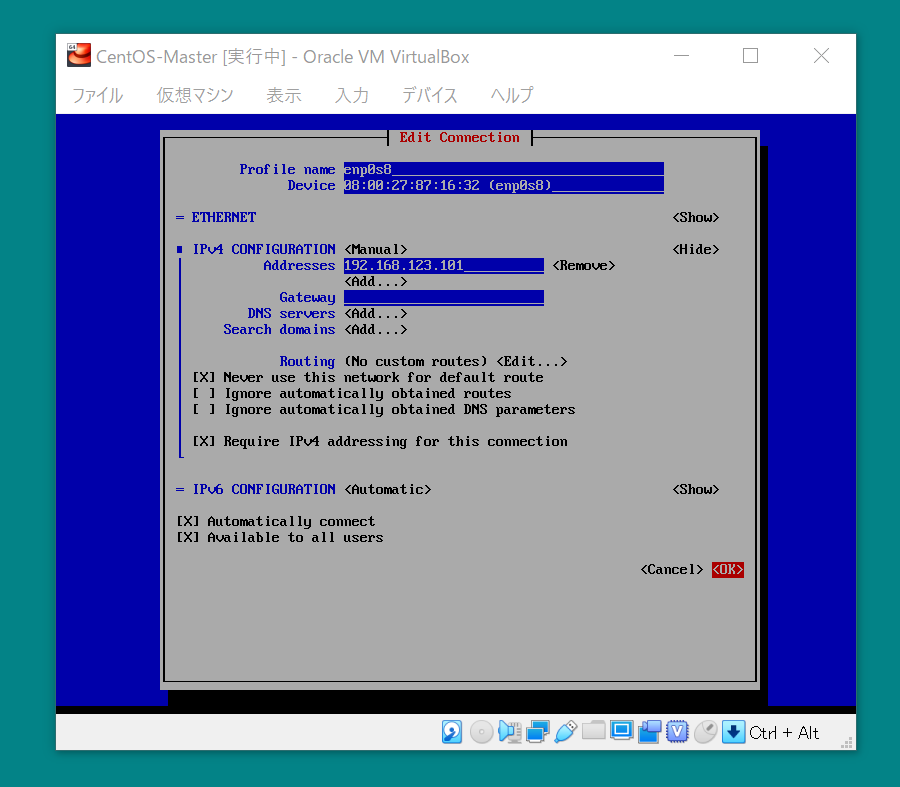 CentOS-Master [実行中] - Oracle VM VirtualBox
ファイル 仮想マシン 表示 入力 デバイス ヘルプ
Edit Connection
Profile name enp0s8
Device 08:00:27:87:16:32 (enp0s8)
= ETHERNET <Show>
IPv4 CONFIGURATION <Manual> <Hide>
Addresses 192.168.123.101 <Remove>
<Add...>
Gateway
DNS servers <Add...>
Search domains <Add...>
Routing (No custom routes) <Edit...>
[X] Never use this network for default route
[ ] Ignore automatically obtained routes
[ ] Ignore automatically obtained DNS parameters
[X] Require IPv4 addressing for this connection
= IPv6 CONFIGURATION <Automatic> <Show>
[X] Automatically connect
[X] Available to all users
<Cancel> <OK>
Ctrl + Alt